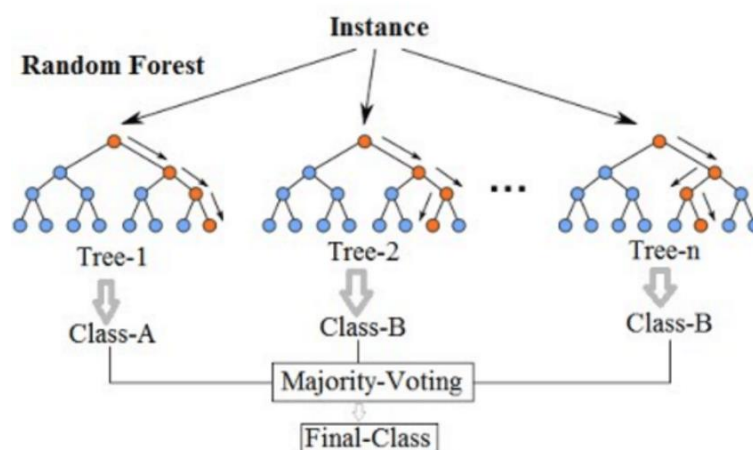 Instance
Random Forest
...
Tree-1 Tree-2 Tree-n
Class-A Class-B Class-B
Majority-Voting
Final-Class